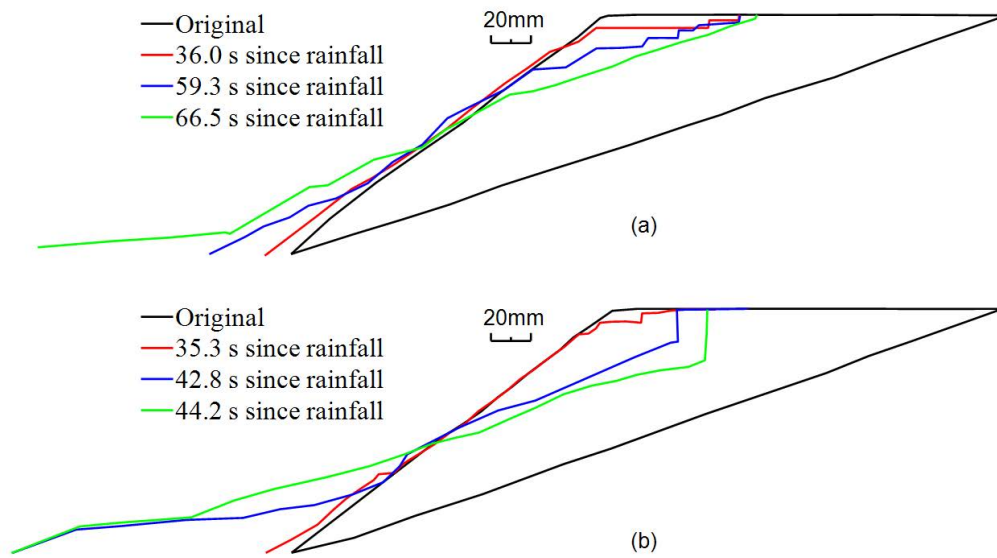 Original
36.0 s since rainfall
59.3 s since rainfall
66.5 s since rainfall
20mm
(a)
Original
35.3 s since rainfall
42.8 s since rainfall
44.2 s since rainfall
20mm
(b)